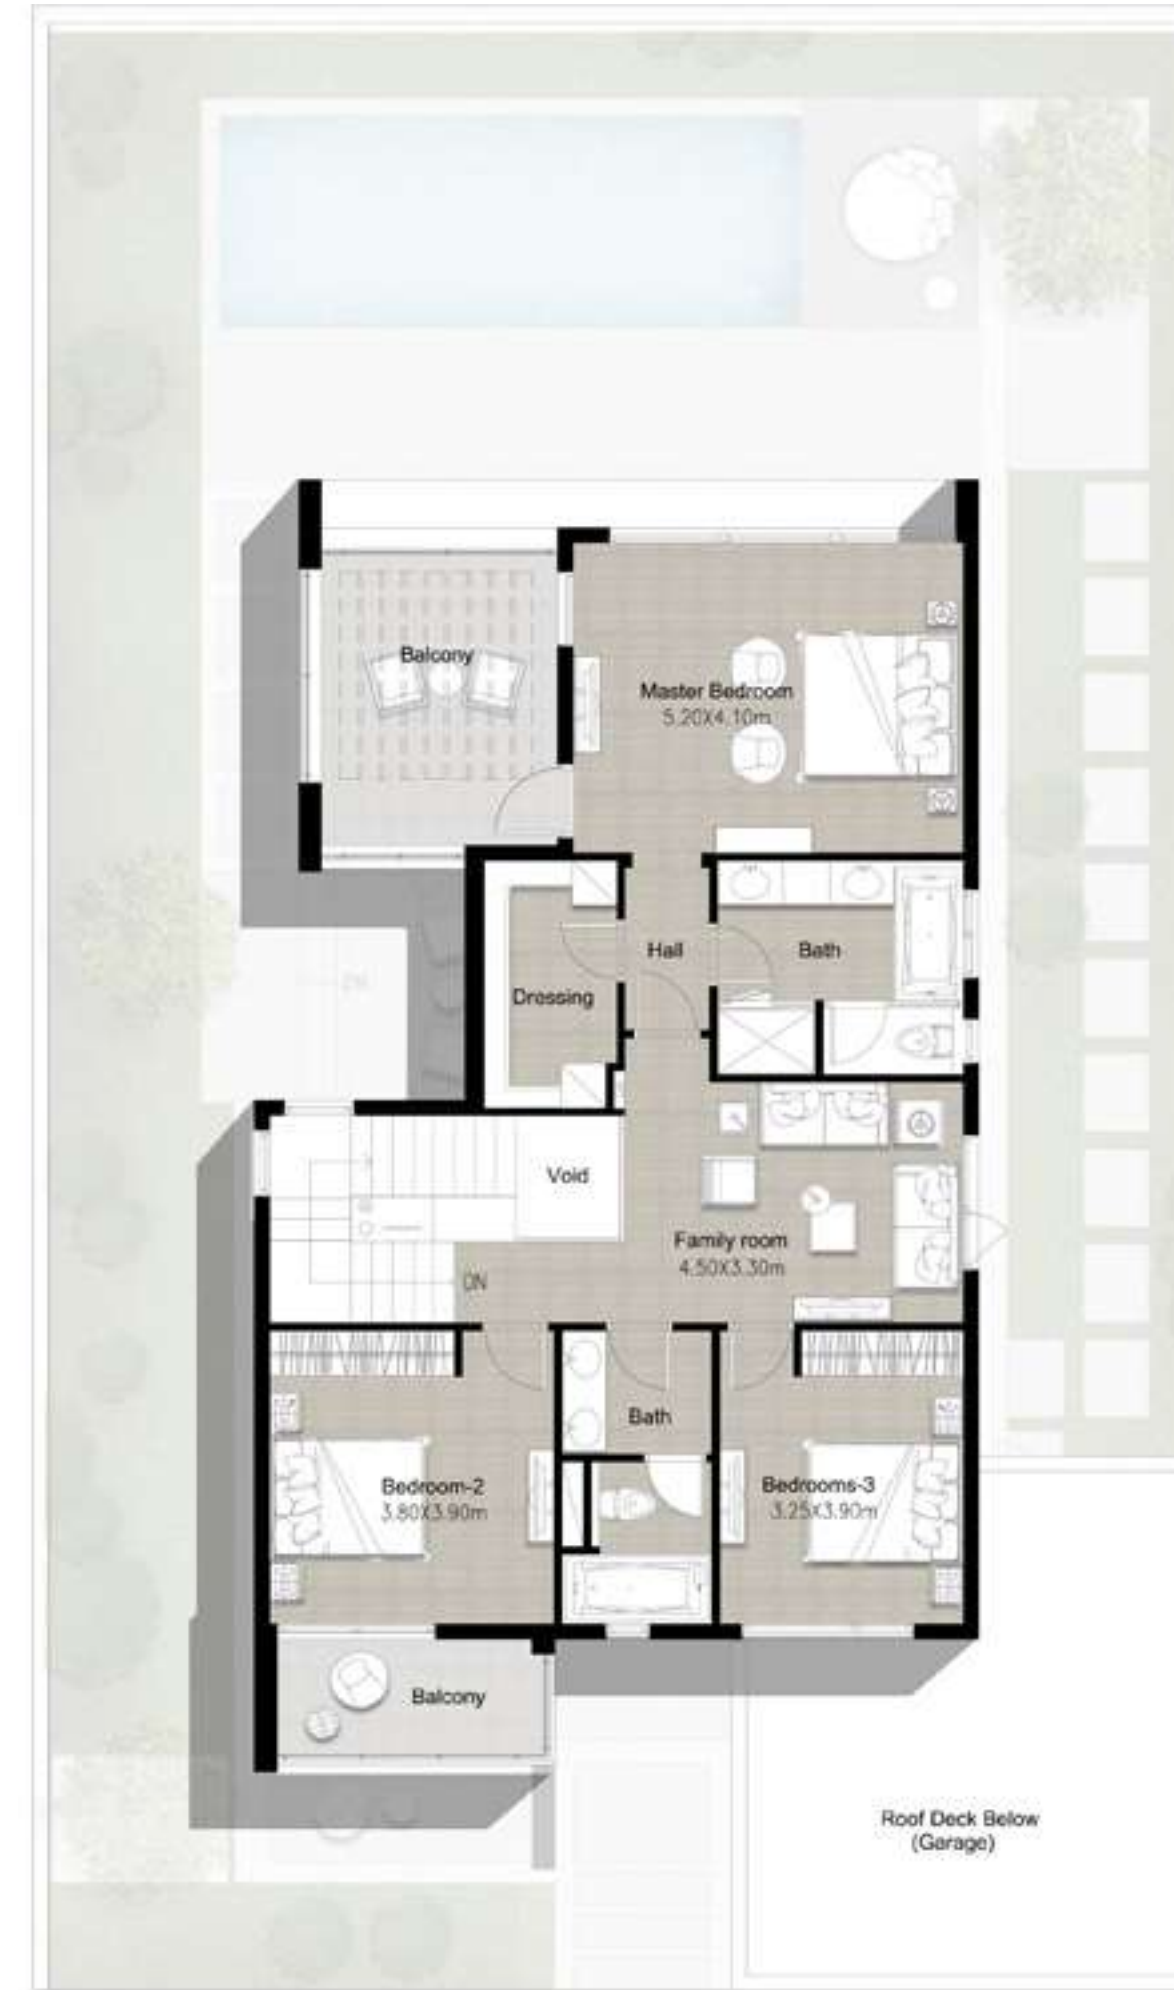 Balcony
Master Bedroom
5.20X4.10m
Hall
Bath
Dressing
Void
Family room
4.50X3.30m
DN
Bath
Bedroom-2
3.80X3.90m
Bedrooms-3
3.25X3.90m
Balcony
Roof Deck Below
(Garage)